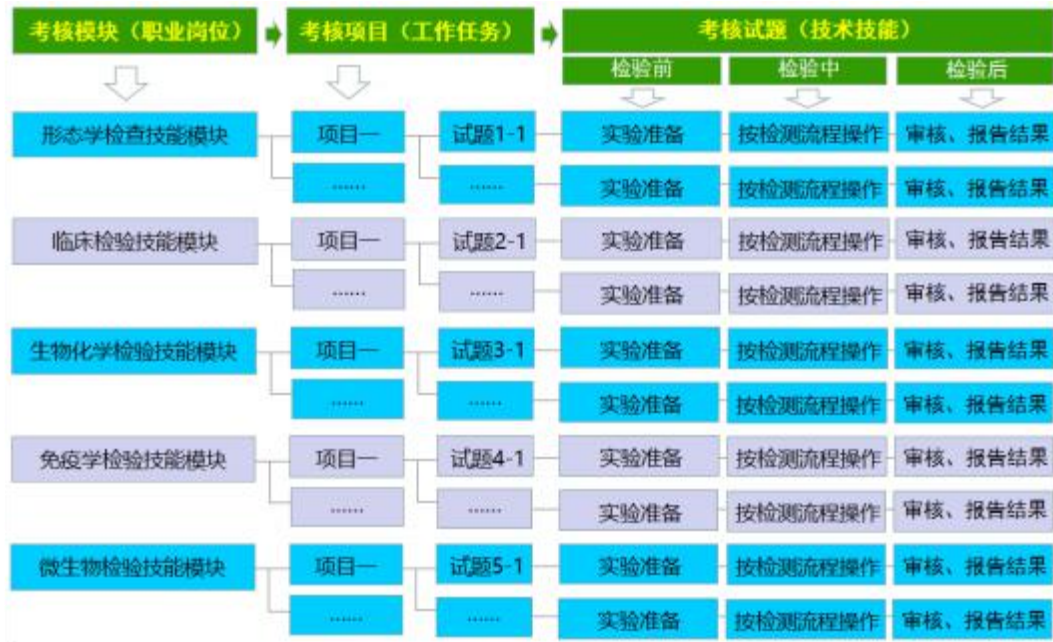 考核模块（职业岗位） 考核项目（工作任务） 考核试题（技术技能）
检验前 检验中 检验后
形态学检查技能模块 项目一 试题1-1 实验准备 按检测流程操作 审核、报告结果
…… …… 实验准备 按检测流程操作 审核、报告结果
临床检验技能模块 项目一 试题2-1 实验准备 按检测流程操作 审核、报告结果
…… …… 实验准备 按检测流程操作 审核、报告结果
生物化学检验技能模块 项目一 试题3-1 实验准备 按检测流程操作 审核、报告结果
…… …… 实验准备 按检测流程操作 审核、报告结果
免疫学检验技能模块 项目一 试题4-1 实验准备 按检测流程操作 审核、报告结果
…… …… 实验准备 按检测流程操作 审核、报告结果
微生物检验技能模块 项目一 试题5-1 实验准备 按检测流程操作 审核、报告结果
…… …… 实验准备 按检测流程操作 审核、报告结果